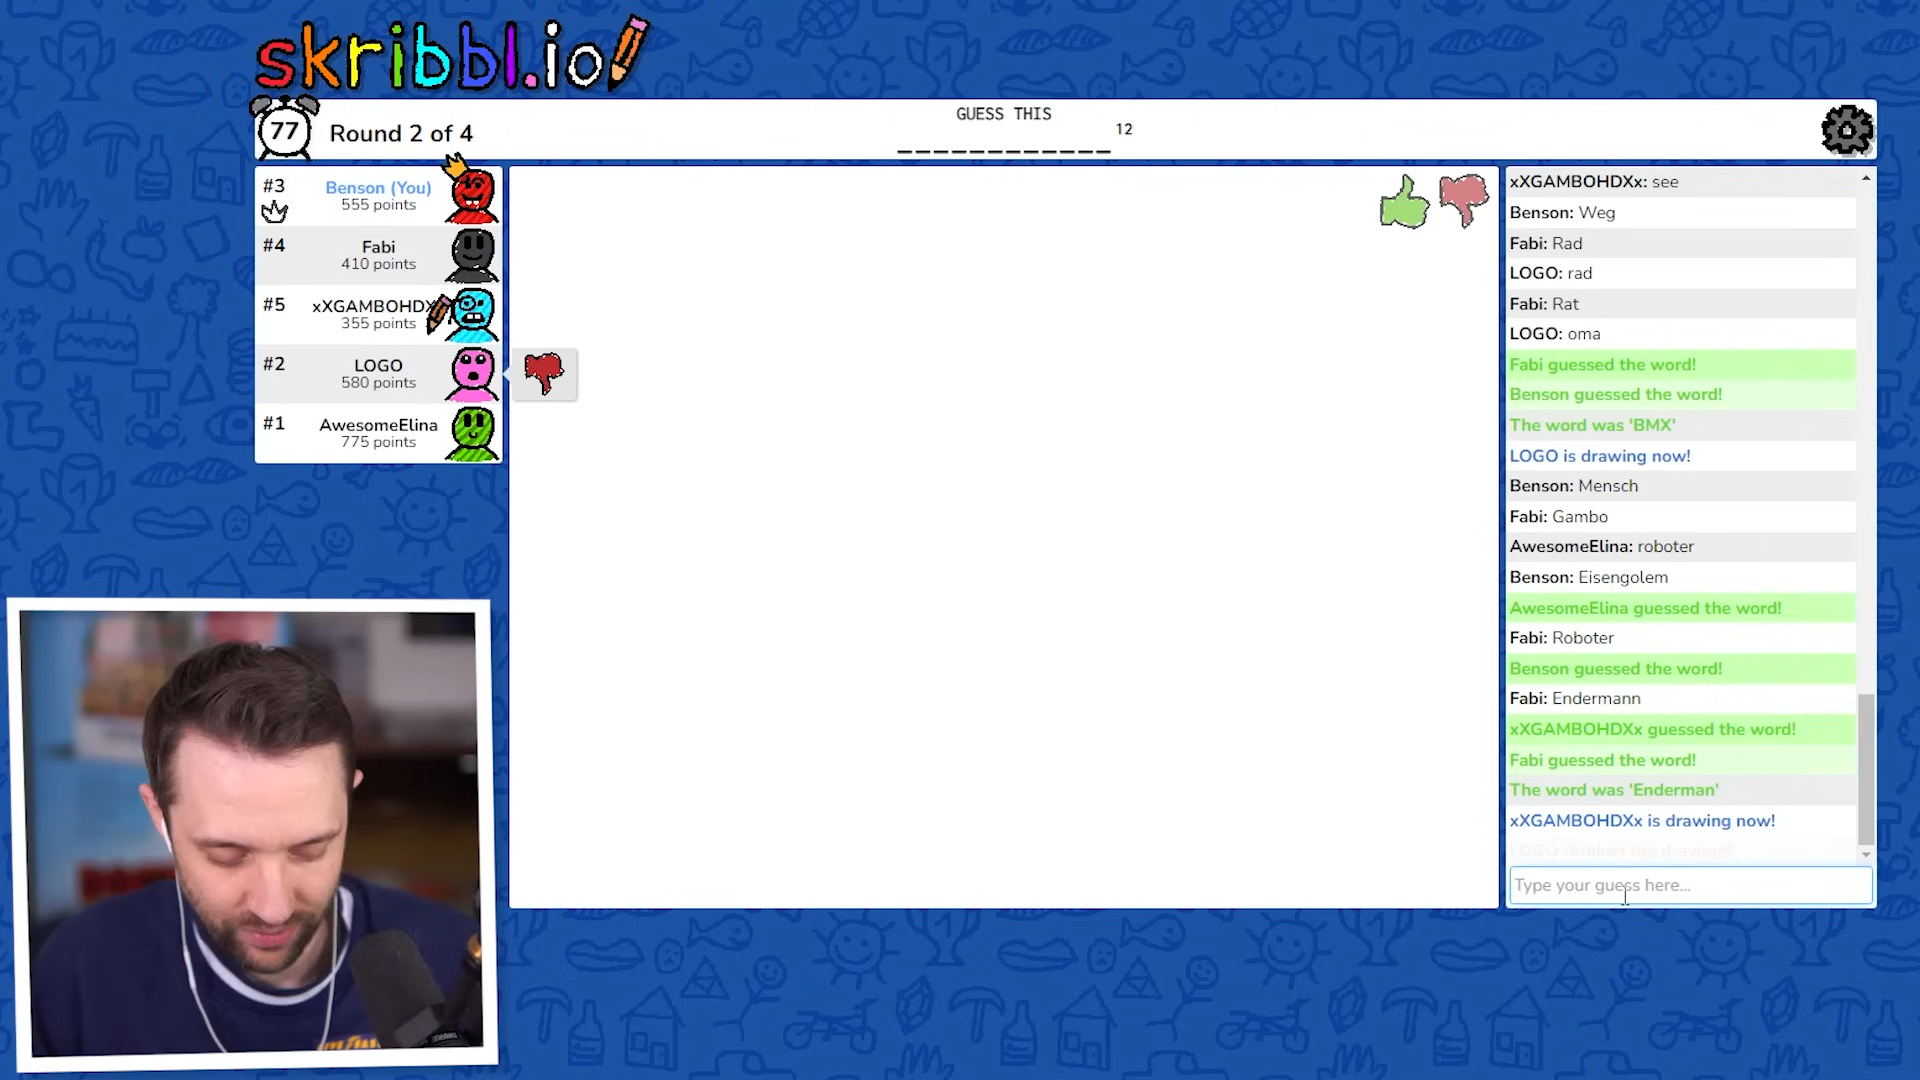 skribbl.io
77
Round 2 of 4
GUESS THIS
____________ 12
#3
Benson (You)
555 points
#4
Fabi
410 points
#5
xXGAMBOHDX
355 points
#2
LOGO
580 points
#1
AwesomeElina
775 points
xXGAMBOHDXx: see
Benson: Weg
Fabi: Rad
LOGO: rad
Fabi: Rat
LOGO: oma
Fabi guessed the word!
Benson guessed the word!
The word was 'BMX'
LOGO is drawing now!
Benson: Mensch
Fabi: Gambo
AwesomeElina: roboter
Benson: Eisengolem
AwesomeElina guessed the word!
Fabi: Roboter
Benson guessed the word!
Fabi: Endermann
xXGAMBOHDXx guessed the word!
Fabi guessed the word!
The word was 'Enderman'
xXGAMBOHDXx is drawing now!
LOGO disliked the drawing!
Type your guess here...